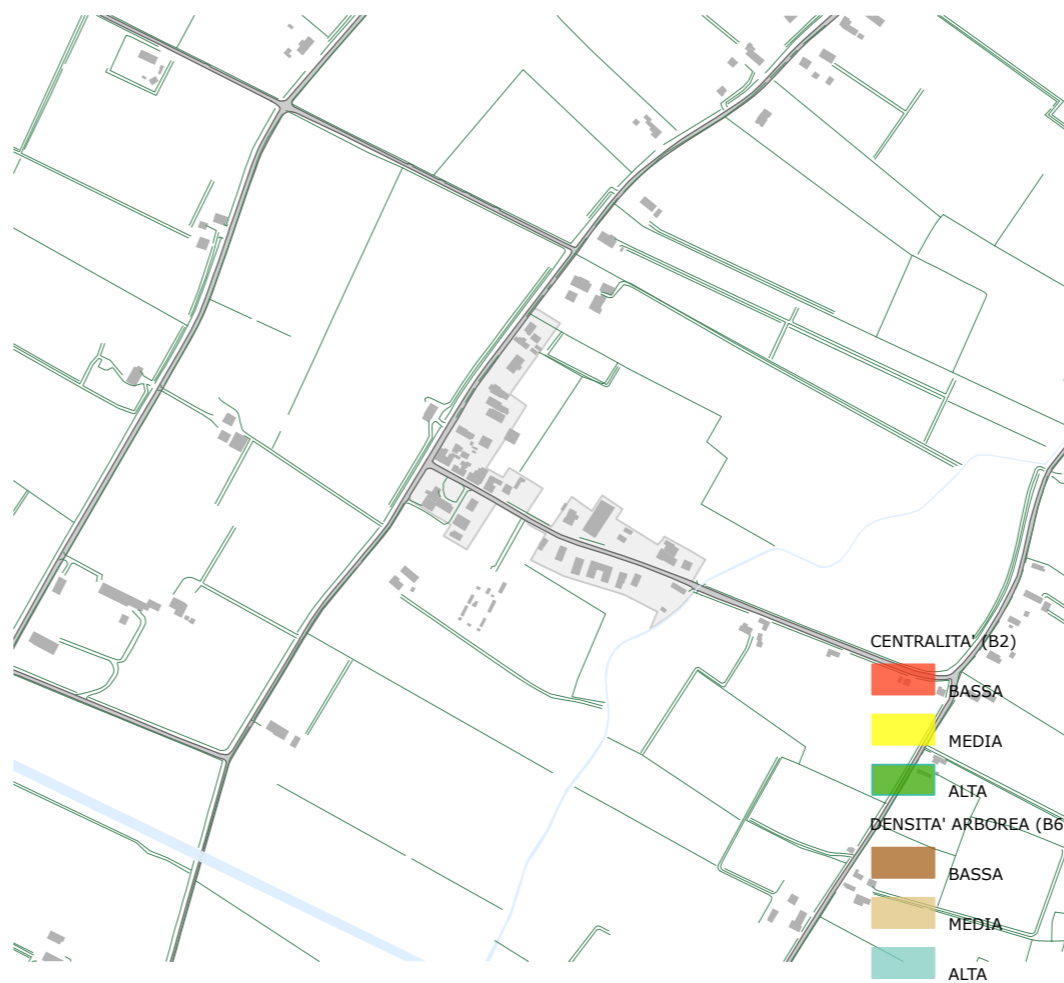 CENTRALITA' (B2)
BASSA
MEDIA
ALTA
DENSITA' ARBOREA (B6
BASSA
MEDIA
ALTA